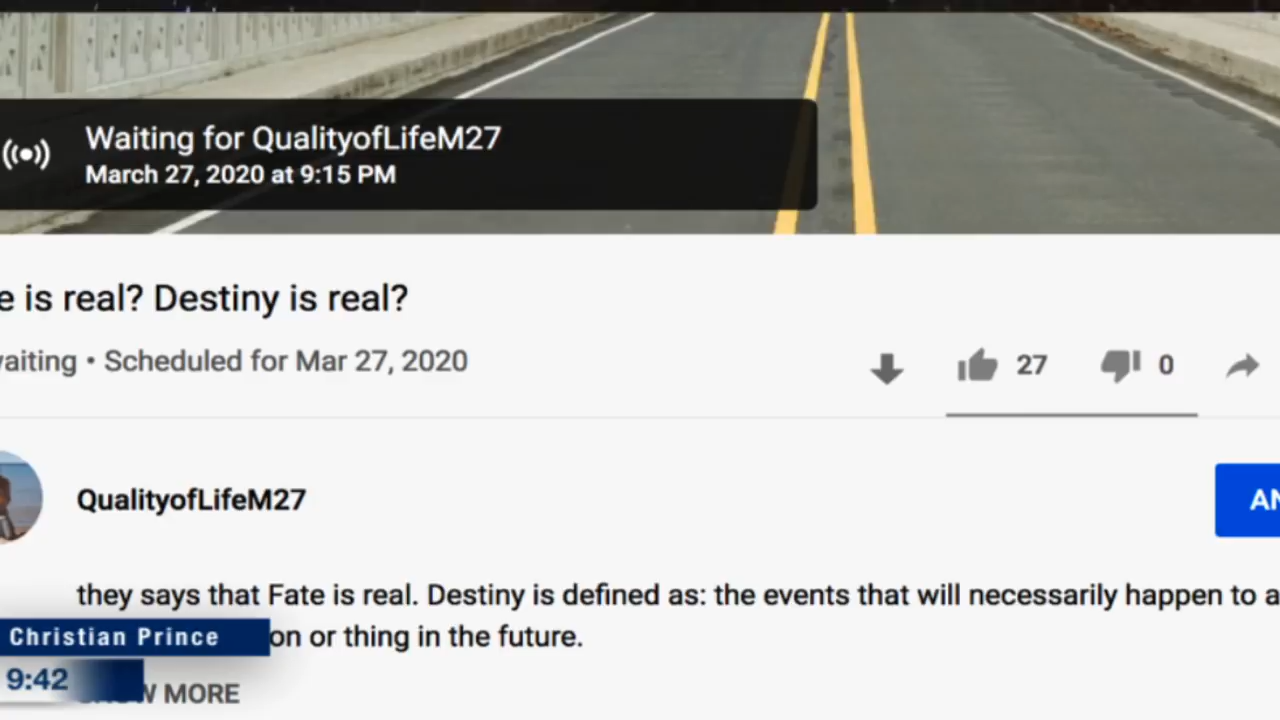 Waiting for QualityofLifeM27
March 27, 2020 at 9:15 PM
e is real? Destiny is real?
aiting • Scheduled for Mar 27, 2020
27
0
QualityofLifeM27
AN
they says that Fate is real. Destiny is defined as: the events that will necessarily happen to a
Christian Prince
on or thing in the future.
9:42
W MORE